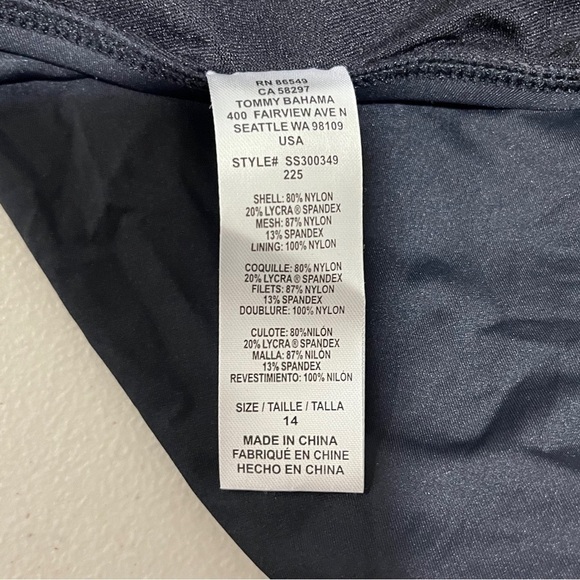 RN 86549
CA 58297
TOMMY BAHAMA
400 FAIRVIEW AVE N
SEATTLE WA 98109
USA
STYLE# SS300349
225
SHELL: 80% NYLON
20% LYCRA® SPANDEX
MESH: 87% NYLON
13% SPANDEX
LINING: 100% NYLON
COQUILLE: 80% NYLON
20% LYCRA® SPANDEX
FILETS: 87% NYLON
13% SPANDEX
DOUBLURE: 100% NYLON
CULOTE: 80% NILÓN
20% LYCRA® SPANDEX
MALLA: 87% NILÓN
13% SPANDEX
REVESTIMIENTO: 100% NILÓN
SIZE / TAILLE / TALLA
14
MADE IN CHINA
FABRIQUÉ EN CHINE
HECHO EN CHINA